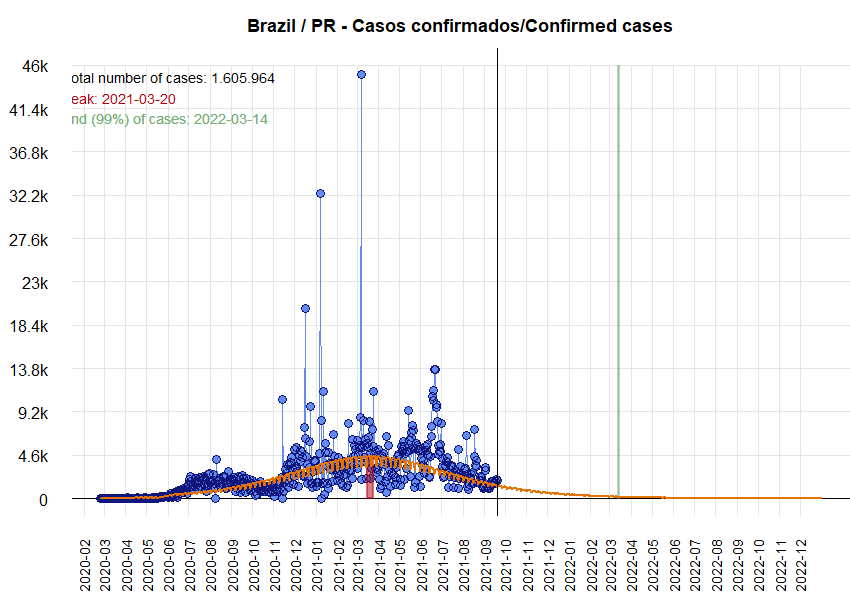 Brazil / PR - Casos confirmados/Confirmed cases
46k
41.4k
36.8k
32.2k
27.6k
23k
18.4k
13.8k
9.2k
4.6k
0
otal number of cases: 1.605.964
eak: 2021-03-20
nd (99%) of cases: 2022-03-14
2020-02
2020-03
2020-04
2020-05
2020-06
2020-07
2020-08
2020-09
2020-10
2020-11
2020-12
2021-01
2021-02
2021-03
2021-04
2021-05
2021-06
2021-07
2021-08
2021-09
2021-10
2021-11
2021-12
2022-01
2022-02
2022-03
2022-04
2022-05
2022-06
2022-07
2022-08
2022-09
2022-10
2022-11
2022-12